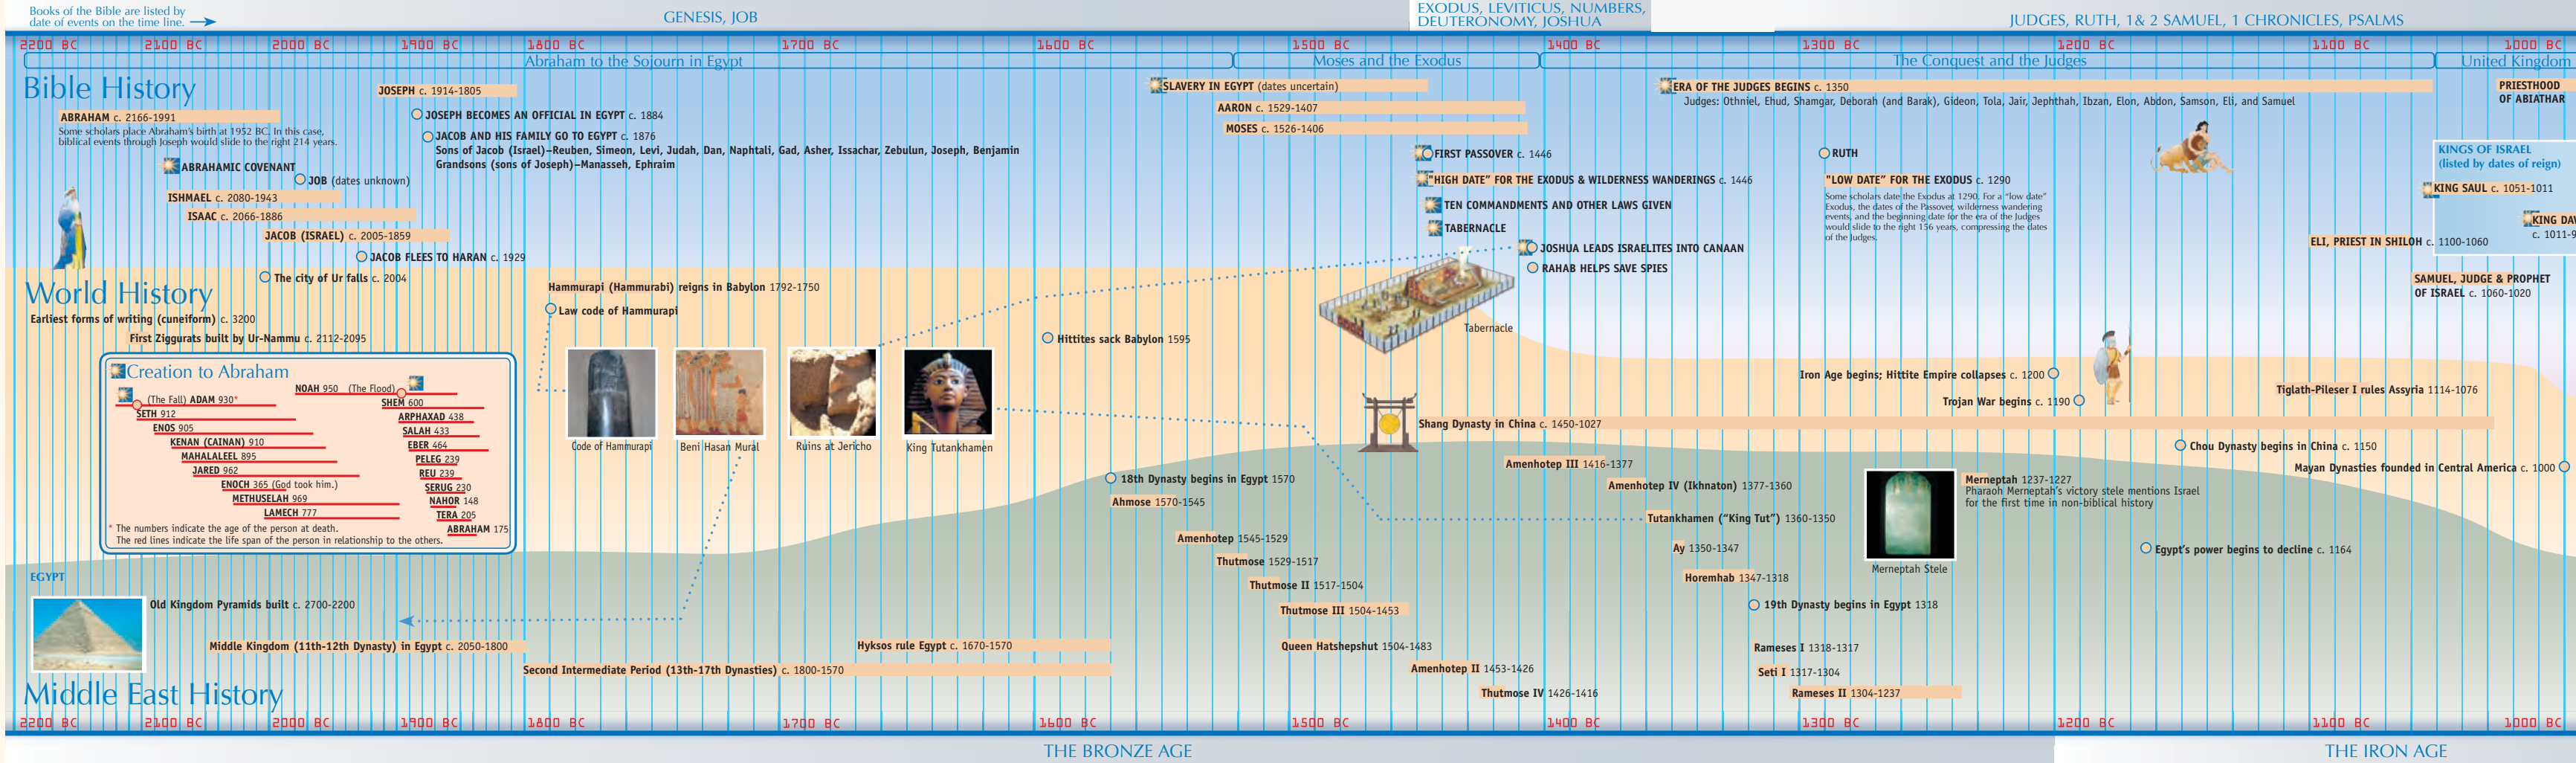 Books of the Bible are listed by
date of events on the time line.
GENESIS, JOB
EXODUS, LEVITICUS, NUMBERS,
DEUTERONOMY, JOSHUA
JUDGES, RUTH, 1& 2 SAMUEL, 1 CHRONICLES, PSALMS
2200 BC 2100 BC 2000 BC 1900 BC 1800 BC 1700 BC 1600 BC 1500 BC 1400 BC 1300 BC 1200 BC 1100 BC 1000 BC
Abraham to the Sojourn in Egypt
Moses and the Exodus
The Conquest and the Judges
United Kingdom
Bible History
ABRAHAM c. 2166-1991
Some scholars place Abraham's birth at 1952 BC. In this case,
biblical events through Joseph would slide to the right 214 years.
ABRAHAMIC COVENANT
JOB (dates unknown)
ISHMAEL c. 2080-1943
ISAAC c. 2066-1886
JACOB (ISRAEL) c. 2005-1859
JACOB FLEES TO HARAN c. 1929
JOSEPH c. 1914-1805
JOSEPH BECOMES AN OFFICIAL IN EGYPT c. 1884
JACOB AND HIS FAMILY GO TO EGYPT c. 1876
Sons of Jacob (Israel)–Reuben, Simeon, Levi, Judah, Dan, Naphtali, Gad, Asher, Issachar, Zebulun, Joseph, Benjamin
Grandsons (sons of Joseph)–Manasseh, Ephraim
SLAVERY IN EGYPT (dates uncertain)
AARON c. 1529-1407
MOSES c. 1526-1406
FIRST PASSOVER c. 1446
"HIGH DATE" FOR THE EXODUS & WILDERNESS WANDERINGS c. 1446
TEN COMMANDMENTS AND OTHER LAWS GIVEN
TABERNACLE
JOSHUA LEADS ISRAELITES INTO CANAAN
RAHAB HELPS SAVE SPIES
ERA OF THE JUDGES BEGINS c. 1350
Judges: Othniel, Ehud, Shamgar, Deborah (and Barak), Gideon, Tola, Jair, Jephthah, Ibzan, Elon, Abdon, Samson, Eli, and Samuel
RUTH
"LOW DATE" FOR THE EXODUS c. 1290
Some scholars date the Exodus at 1290. For a "low date"
Exodus, the dates of the Passover, wilderness wandering
events, and the beginning date for the era of the Judges
would slide to the right 156 years, compressing the dates
of the Judges.
PRIESTHOOD
OF ABIATHAR
KINGS OF ISRAEL
(listed by dates of reign)
KING SAUL c. 1051-1011
KING DAV
c. 1011-9
ELI, PRIEST IN SHILOH c. 1100-1060
SAMUEL, JUDGE & PROPHET
OF ISRAEL c. 1060-1020
World History
The city of Ur falls c. 2004
Earliest forms of writing (cuneiform) c. 3200
First Ziggurats built by Ur-Nammu c. 2112-2095
Hammurapi (Hammurabi) reigns in Babylon 1792-1750
Law code of Hammurapi
Hittites sack Babylon 1595
Tabernacle
Iron Age begins; Hittite Empire collapses c. 1200
Trojan War begins c. 1190
Tiglath-Pileser I rules Assyria 1114-1076
Shang Dynasty in China c. 1450-1027
Chou Dynasty begins in China c. 1150
Mayan Dynasties founded in Central America c. 1000
Creation to Abraham
(The Fall) ADAM 930*
SETH 912
ENOS 905
KENAN (CAINAN) 910
MAHALALEEL 895
JARED 962
ENOCH 365 (God took him.)
METHUSELAH 969
LAMECH 777
NOAH 950 (The Flood)
SHEM 600
ARPHAXAD 438
SALAH 433
EBER 464
PELEG 239
REU 239
SERUG 230
NAHOR 148
TERA 205
ABRAHAM 175
* The numbers indicate the age of the person at death.
The red lines indicate the life span of the person in relationship to the others.
Code of Hammurapi
Beni Hasan Mural
Ruins at Jericho
King Tutankhamen
18th Dynasty begins in Egypt 1570
Ahmose 1570-1545
Amenhotep 1545-1529
Thutmose 1529-1517
Thutmose II 1517-1504
Thutmose III 1504-1453
Queen Hatshepshut 1504-1483
Amenhotep II 1453-1426
Thutmose IV 1426-1416
Amenhotep III 1416-1377
Amenhotep IV (Ikhnaton) 1377-1360
Tutankhamen ("King Tut") 1360-1350
Ay 1350-1347
Horemhab 1347-1318
19th Dynasty begins in Egypt 1318
Rameses I 1318-1317
Seti I 1317-1304
Rameses II 1304-1237
Merneptah 1237-1227
Pharaoh Merneptah's victory stele mentions Israel
for the first time in non-biblical history
Merneptah Stele
Egypt's power begins to decline c. 1164
EGYPT
Old Kingdom Pyramids built c. 2700-2200
Middle Kingdom (11th-12th Dynasty) in Egypt c. 2050-1800
Hyksos rule Egypt c. 1670-1570
Second Intermediate Period (13th-17th Dynasties) c. 1800-1570
Middle East History
2200 BC 2100 BC 2000 BC 1900 BC 1800 BC 1700 BC 1600 BC 1500 BC 1400 BC 1300 BC 1200 BC 1100 BC 1000 BC
THE BRONZE AGE
THE IRON AGE